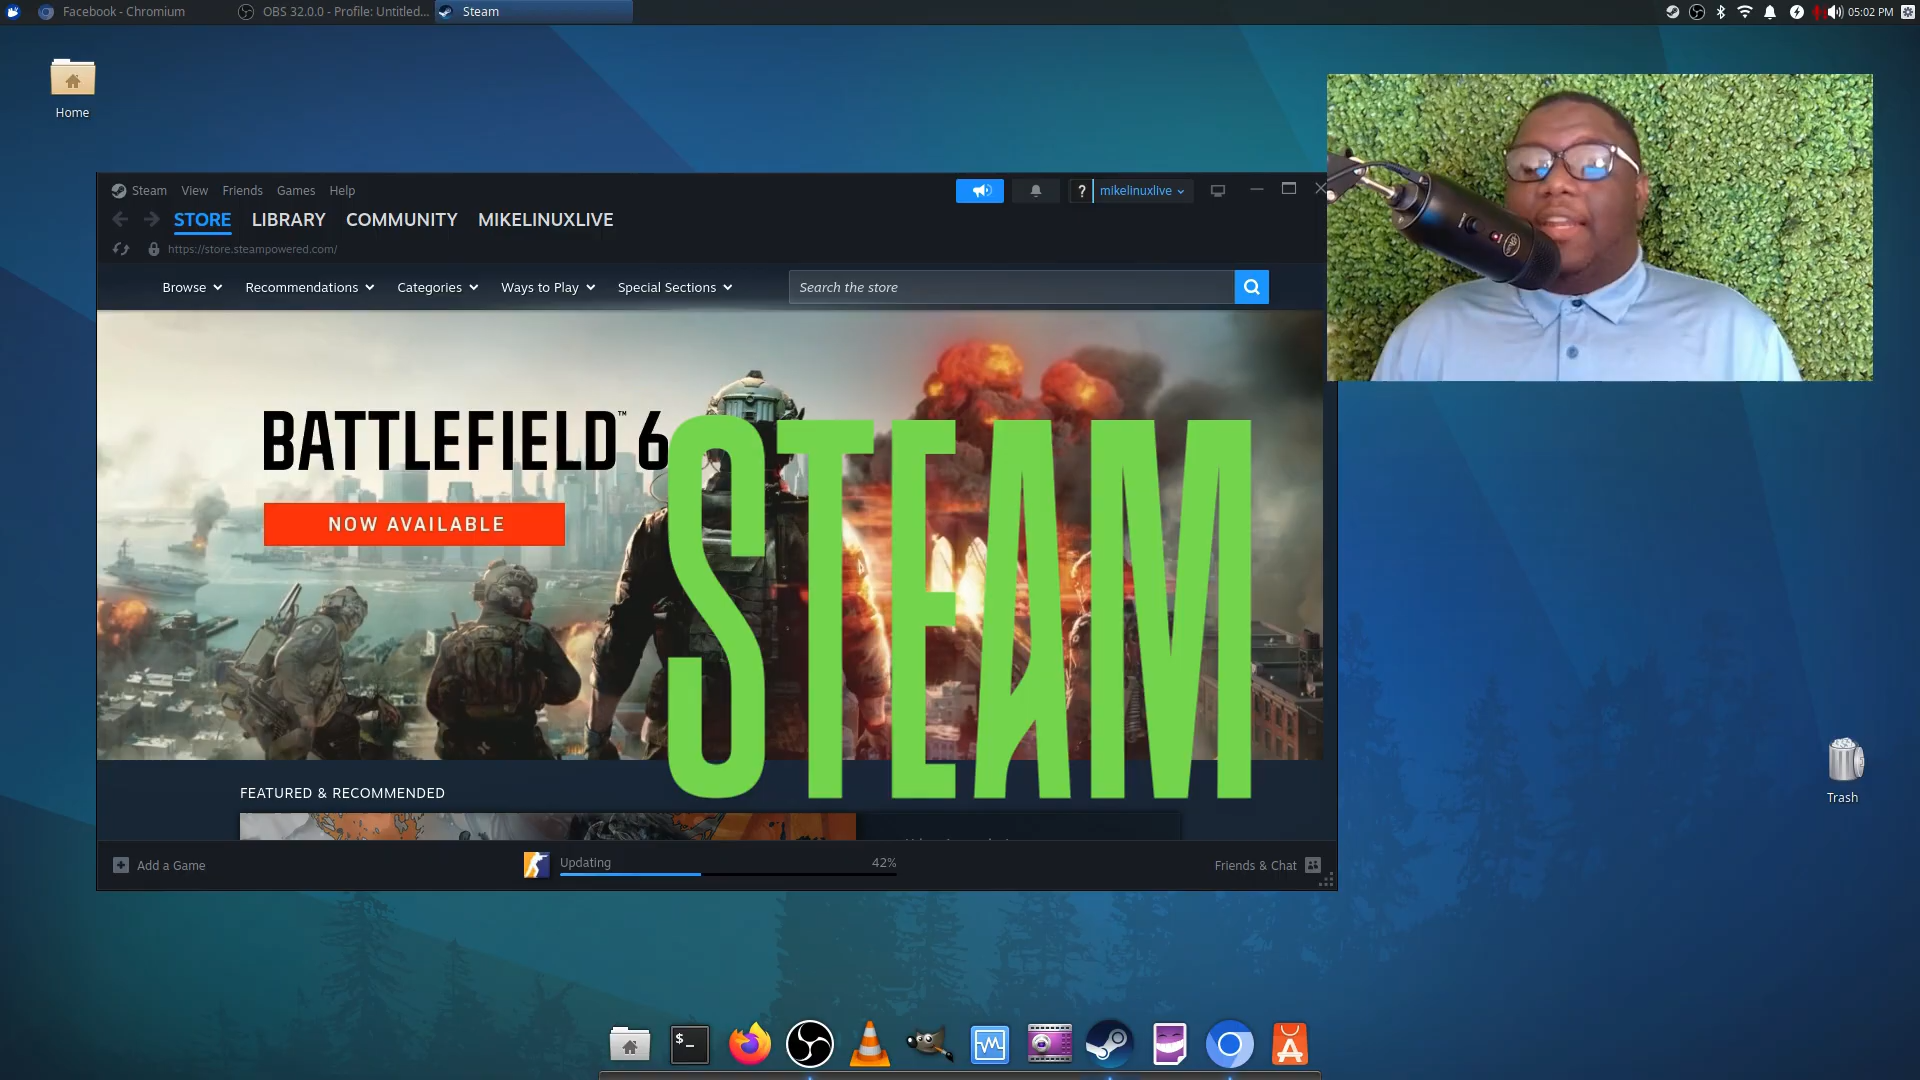 Facebook - Chromium
OBS 32.0.0 - Profile: Untitled...
Steam
05:02 PM
Home
Steam View Friends Games Help
? mikelinuxlive
STORE LIBRARY COMMUNITY MIKELINUXLIVE
https://store.steampowered.com/
Browse Recommendations Categories Ways to Play Special Sections
Search the store
BATTLEFIELD™ 6
NOW AVAILABLE
STEAM
FEATURED & RECOMMENDED
Add a Game
Updating 42%
Friends & Chat
Trash
$_